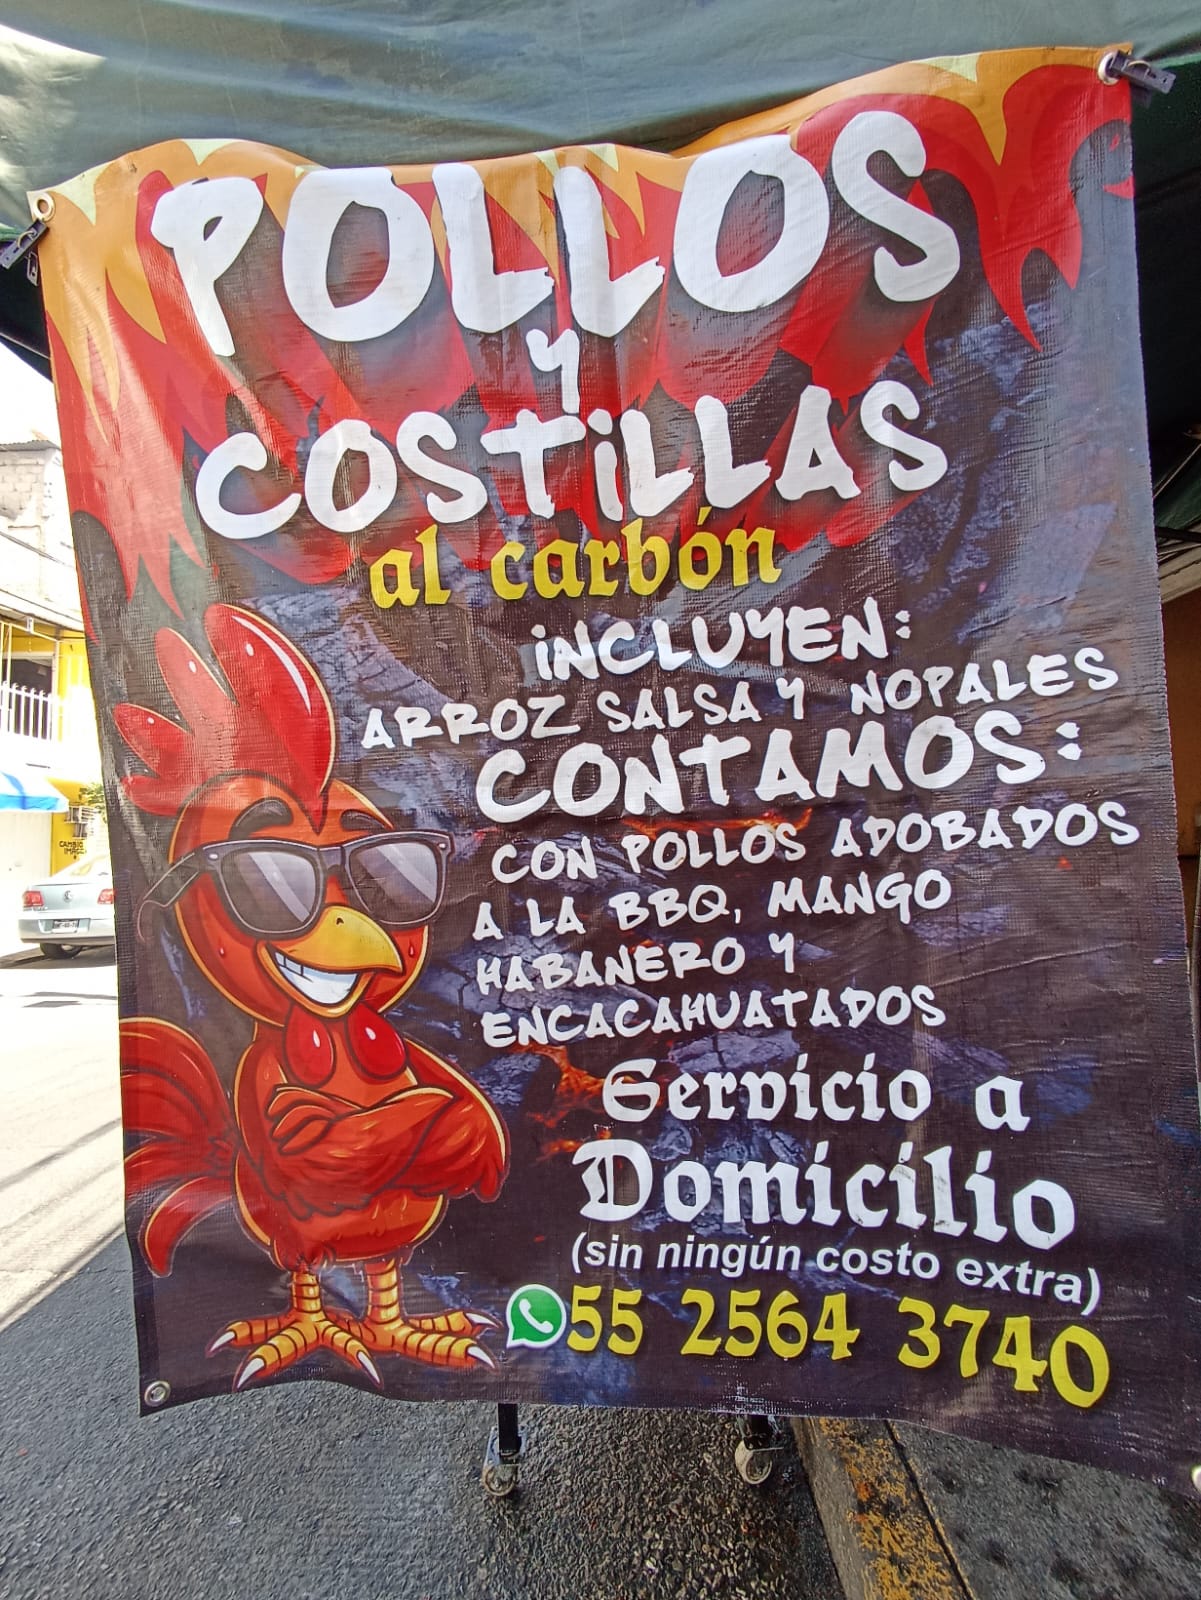 POLLOS
Y
COSTILLAS
al carbón
INCLUYEN:
ARROZ SALSA Y NOPALES
CONTAMOS:
CON POLLOS ADOBADOS
A LA BBQ, MANGO
HABANERO Y
ENCACAHUATADOS
Servicio a
Domicilio
(sin ningún costo extra)
55 2564 3740